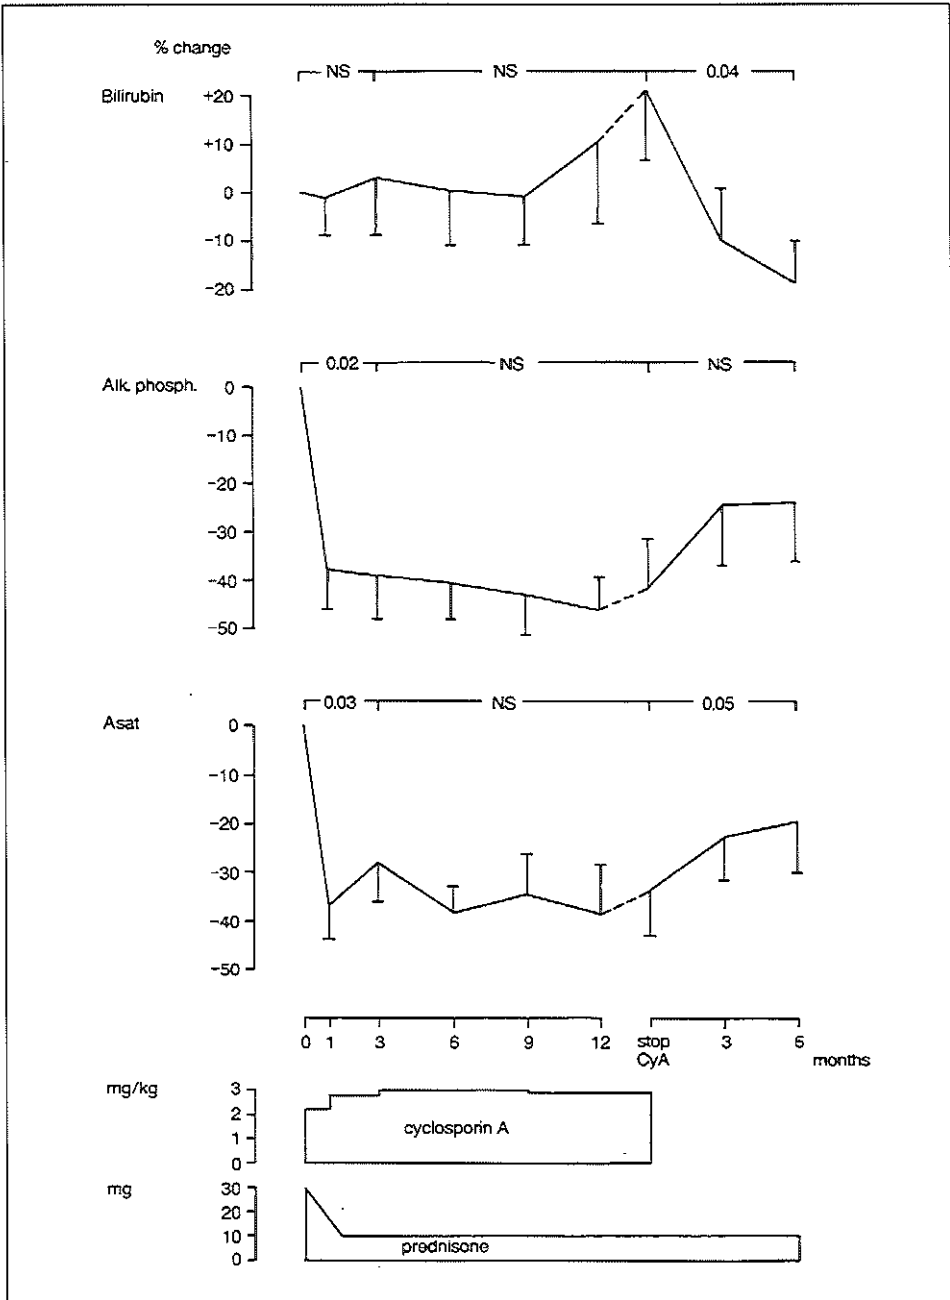 % change
NS NS 0.04
Bilirubin +20
+10
0
−10
−20
0.02 NS NS
Alk. phosph. 0
−10
−20
−30
−40
−50
0.03 NS 0.05
Asat 0
−10
−20
−30
−40
−50
0 1 3 6 9 12 stop 3 6
CyA months
mg/kg 3
2
cyclosporin A
1
0
mg 30
20
10
prednisone
0